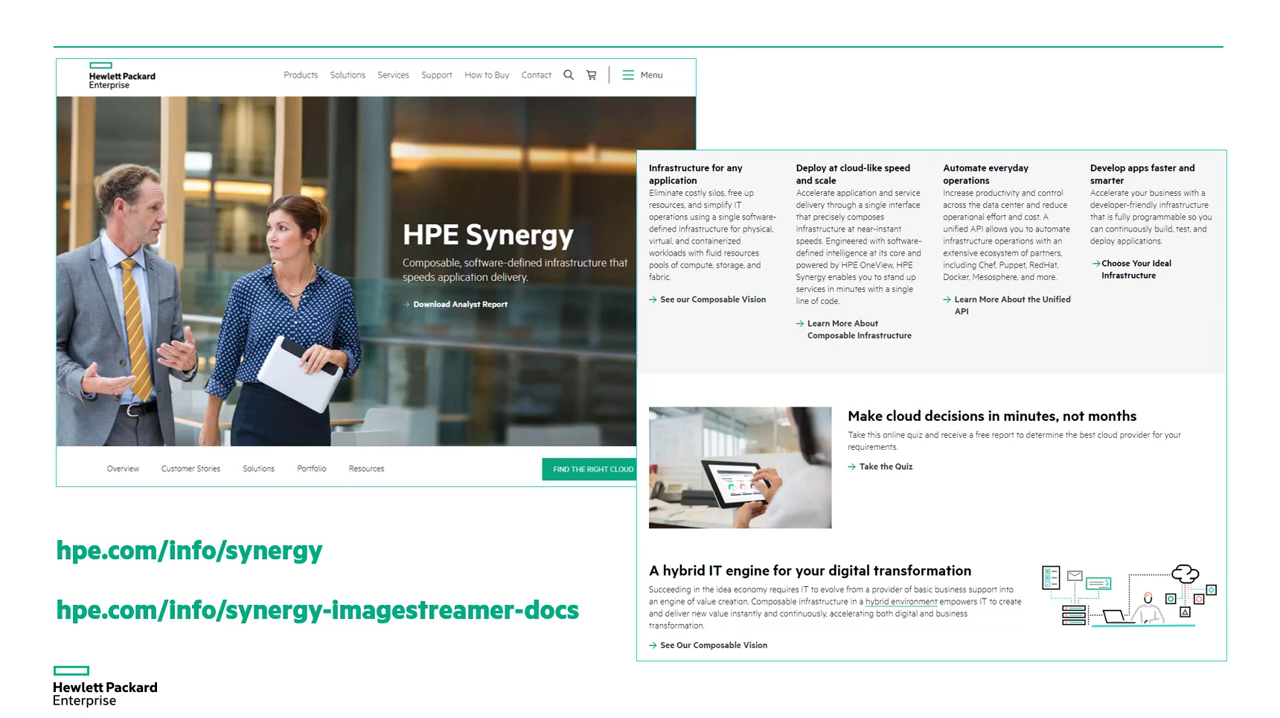 Hewlett Packard
Enterprise
Products
Solutions
Services
Support
How to Buy
Contact
Menu
HPE Synergy
Composable, software-defined infrastructure that
speeds application delivery.
Download Analyst Report
Overview
Customer Stories
Solutions
Portfolio
Resources
FIND THE RIGHT CLOUD
Infrastructure for any
application
Eliminate costly silos, free up
resources, and simplify IT
operations using a single software-
defined infrastructure for physical,
virtual, and containerized
workloads with fluid resources
pools of compute, storage, and
fabric.
See our Composable Vision
Deploy at cloud-like speed
and scale
Accelerate application and service
delivery through a single interface
that precisely composes
infrastructure at near-instant
speeds. Engineered with software-
defined intelligence at its core and
powered by HPE OneView, HPE
Synergy enables you to stand up
services in minutes with a single
line of code.
Learn More About
Composable Infrastructure
Automate everyday
operations
Increase productivity and control
across the data center and reduce
operational effort and cost. A
unified API allows you to automate
infrastructure operations with an
extensive ecosystem of partners,
including Chef, Puppet, RedHat,
Docker, Mesosphere, and more.
Learn More About the Unified
API
Develop apps faster and
smarter
Accelerate your business with a
developer-friendly infrastructure
that is fully programmable so you
can continuously build, test, and
deploy applications.
Choose Your Ideal
Infrastructure
Make cloud decisions in minutes, not months
Take this online quiz and receive a free report to determine the best cloud provider for your
requirements.
Take the Quiz
A hybrid IT engine for your digital transformation
Succeeding in the idea economy requires IT to evolve from a provider of basic business support into
an engine of value creation. Composable infrastructure in a hybrid environment empowers IT to create
and deliver new value instantly and continuously, accelerating both digital and business
transformation.
See Our Composable Vision
hpe.com/info/synergy
hpe.com/info/synergy-imagestreamer-docs
Hewlett Packard
Enterprise